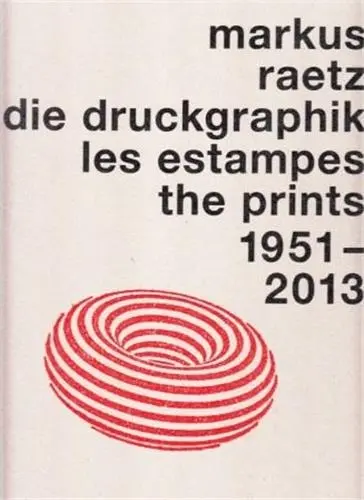 markus
raetz
die druckgraphik
les estampes
the prints
1951–
2013